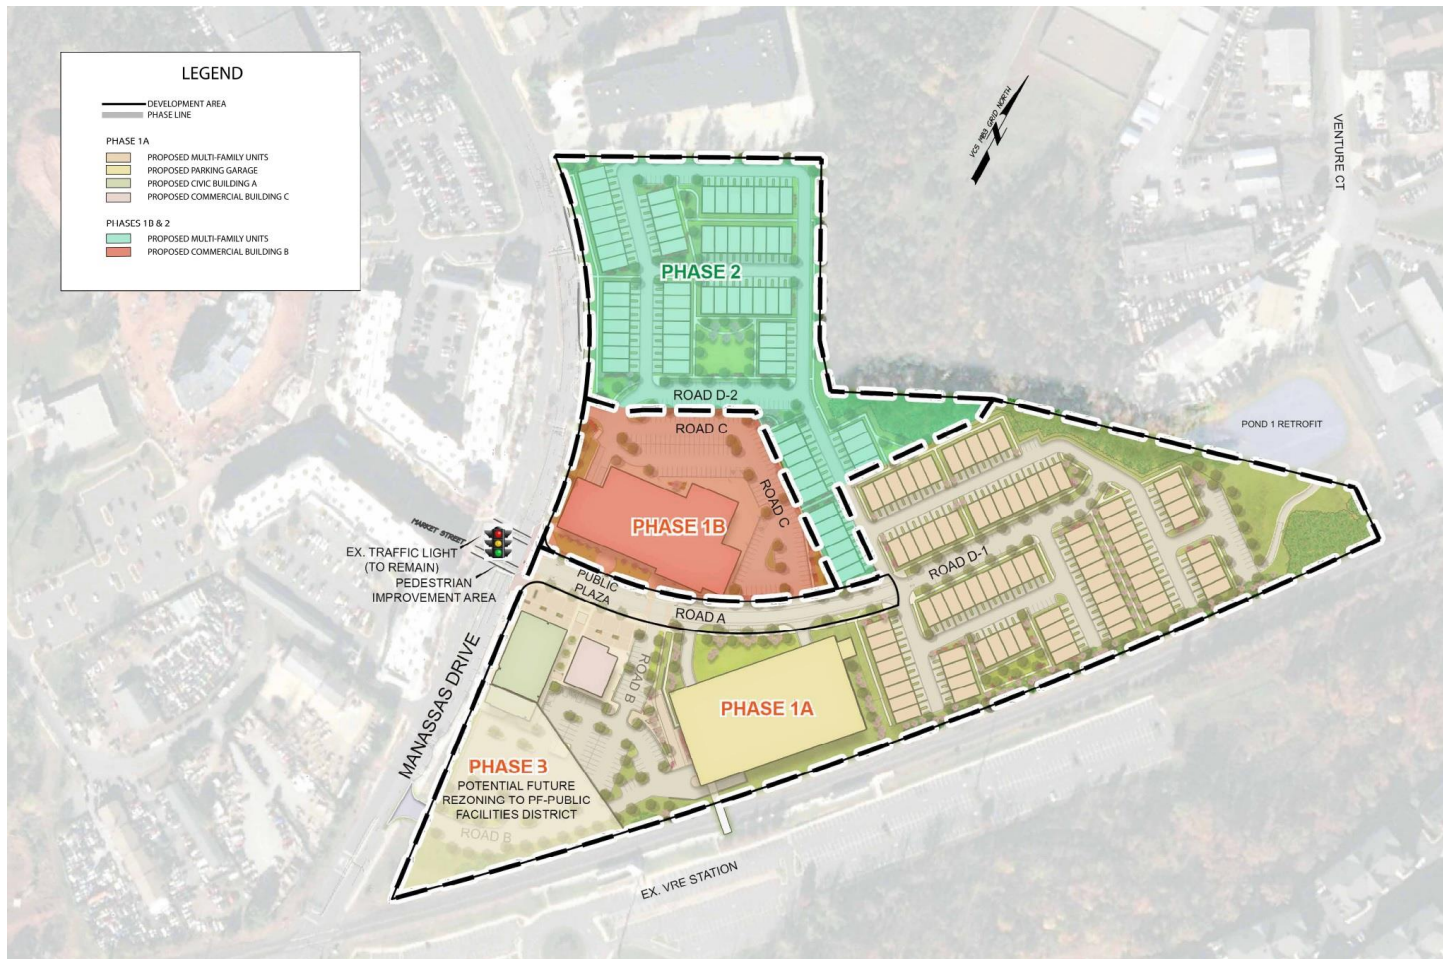 LEGEND
DEVELOPMENT AREA
PHASE LINE
PHASE 1A
PROPOSED MULTI-FAMILY UNITS
PROPOSED PARKING GARAGE
PROPOSED CIVIC BUILDING A
PROPOSED COMMERCIAL BUILDING C
PHASES 1B & 2
PROPOSED MULTI-FAMILY UNITS
PROPOSED COMMERCIAL BUILDING B
VCS 1983 GRID NORTH
VENTURE CT
PHASE 2
ROAD D-2
ROAD C
POND 1 RETROFIT
ROAD C
PHASE 1B
MARKET STREET
EX. TRAFFIC LIGHT
(TO REMAIN)
PEDESTRIAN
IMPROVEMENT AREA
PUBLIC
PLAZA
ROAD A
ROAD D-1
MANASSAS DRIVE
ROAD B
PHASE 1A
PHASE 3
POTENTIAL FUTURE
REZONING TO PF-PUBLIC
FACILITIES DISTRICT
ROAD B
EX. VRE STATION